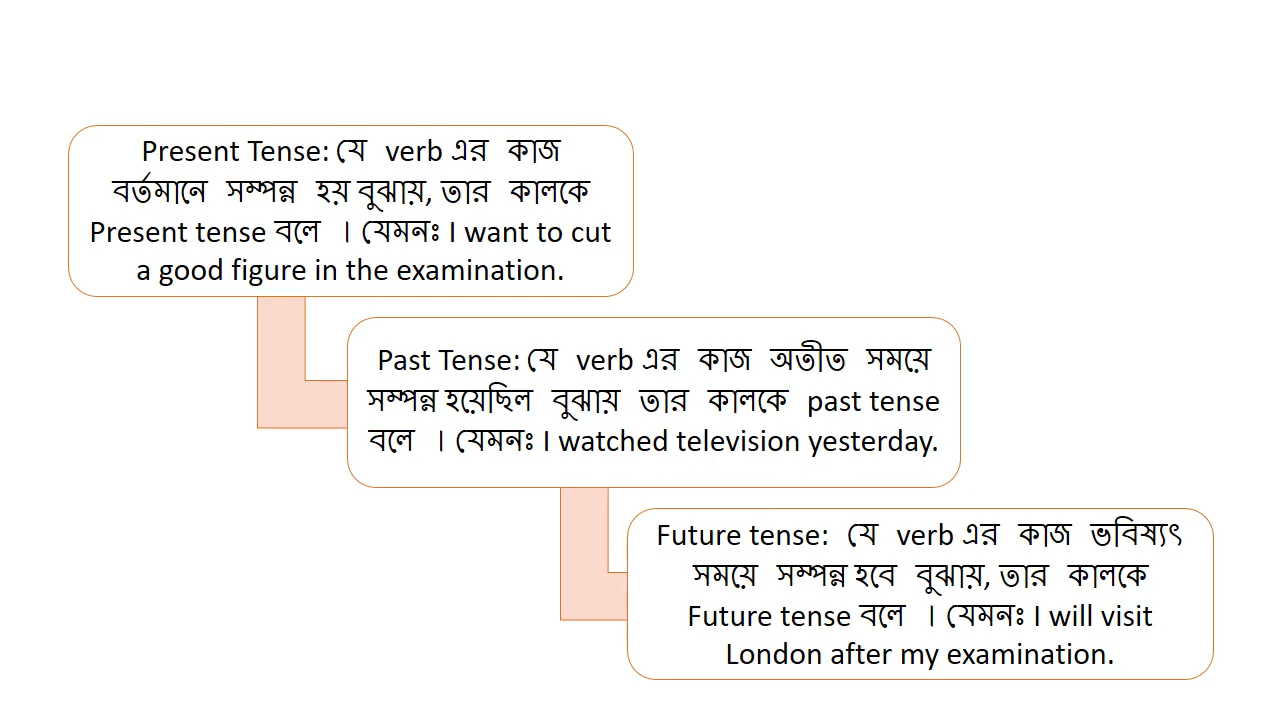 Present Tense: যে verb এর কাজ
বর্তমানে সম্পন্ন হয় বুঝায়, তার কালকে
Present tense বলে । যেমনঃ I want to cut
a good figure in the examination.
Past Tense: যে verb এর কাজ অতীত সময়ে
সম্পন্ন হয়েছিল বুঝায় তার কালকে past tense
বলে । যেমনঃ I watched television yesterday.
Future tense: যে verb এর কাজ ভবিষ্যৎ
সময়ে সম্পন্ন হবে বুঝায়, তার কালকে
Future tense বলে । যেমনঃ I will visit
London after my examination.